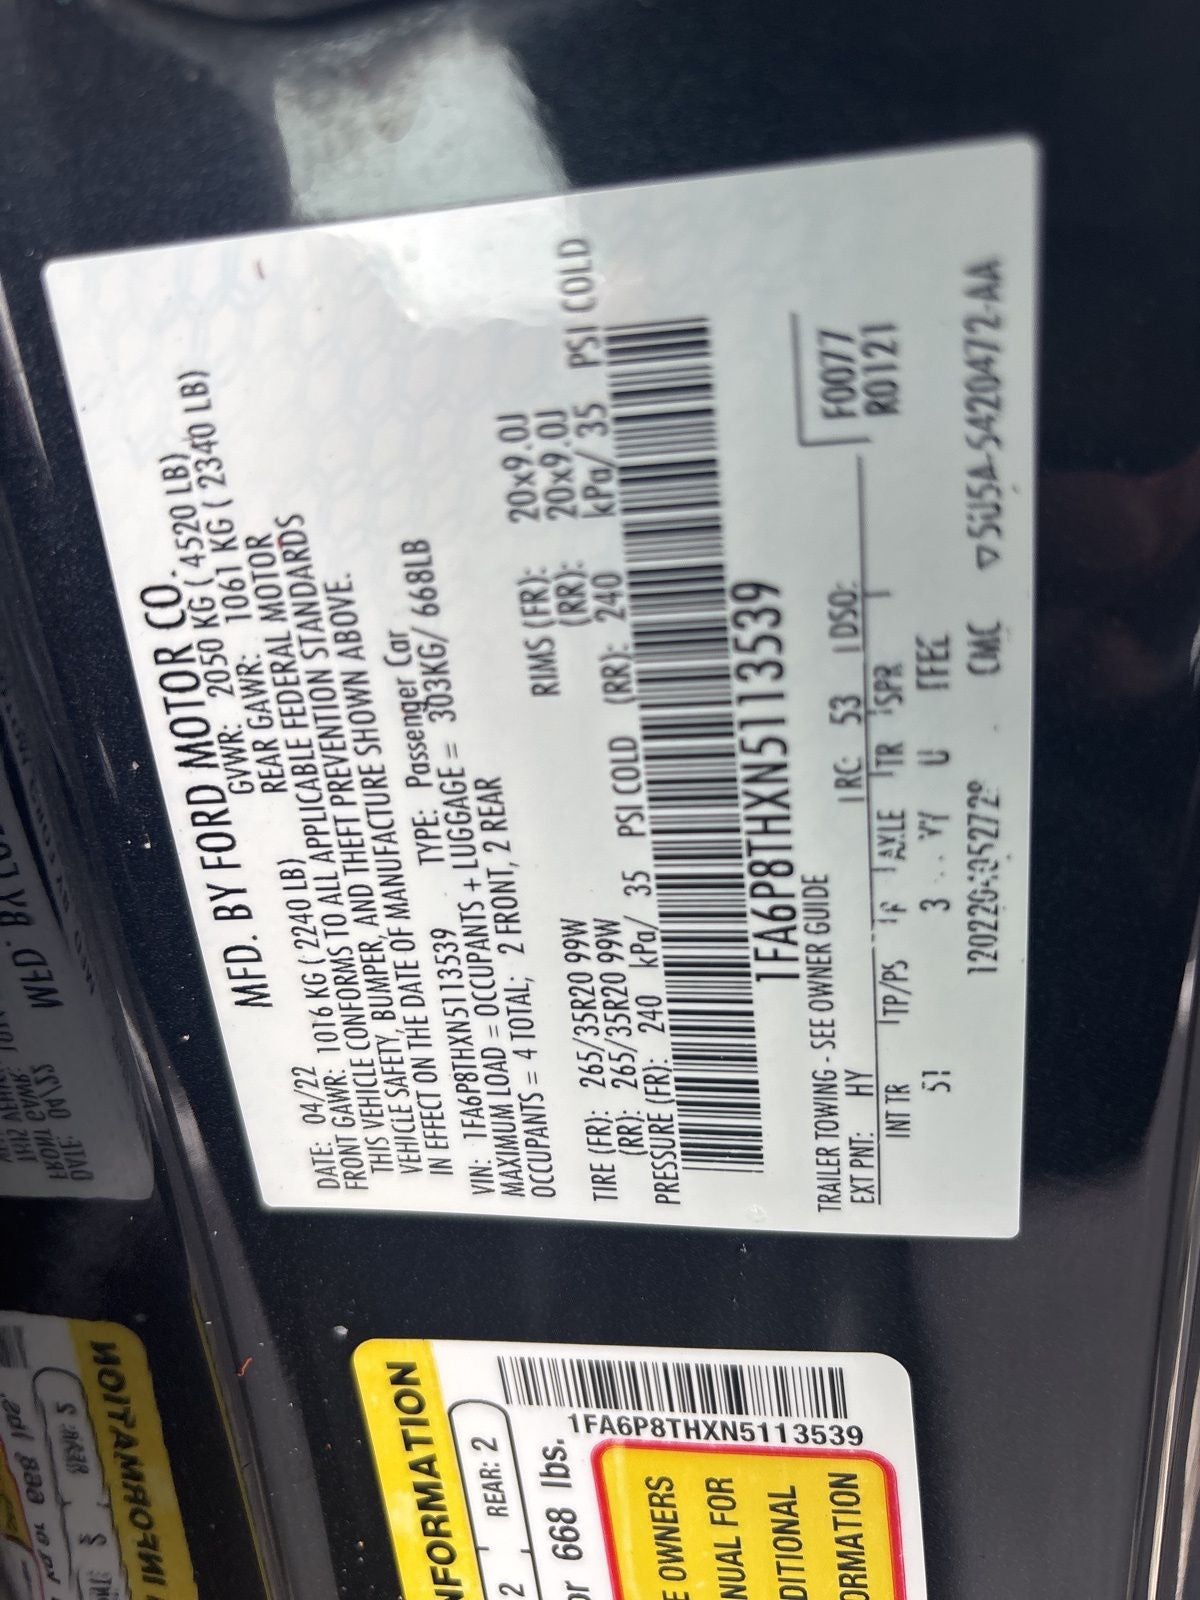 MFD. BY FORD MOTOR CO.
DATE: 04/22 GVWR: 2050 KG ( 4520 LB)
FRONT GAWR: 1016 KG ( 2240 LB) REAR GAWR: 1061 KG ( 2340 LB)
THIS VEHICLE CONFORMS TO ALL APPLICABLE FEDERAL MOTOR
VEHICLE SAFETY, BUMPER, AND THEFT PREVENTION STANDARDS
IN EFFECT ON THE DATE OF MANUFACTURE SHOWN ABOVE.
VIN: 1FA6P8THXN5113539 TYPE: Passenger Car
MAXIMUM LOAD = OCCUPANTS + LUGGAGE = 303KG/ 668LB
OCCUPANTS = 4 TOTAL; 2 FRONT, 2 REAR
TIRE (FR): 265/35R20 99W RIMS (FR): 20x9.0J
(RR): 265/35R20 99W (RR): 20x9.0J
PRESSURE (FR): 240 kPa/ 35 PSI COLD (RR): 240 kPa/ 35 PSI COLD
1FA6P8THXN5113539
TRAILER TOWING - SEE OWNER GUIDE
F0077
R0121
EXT PNT: HY RC: 53 DSO:
INT TR TP/PS R AXLE TR SPR
51 3 U
▽5U5A-5420472-AA
INFORMATION
2 REAR: 2
or 668 lbs.
1FA6P8THXN5113539
OWNERS
FOR